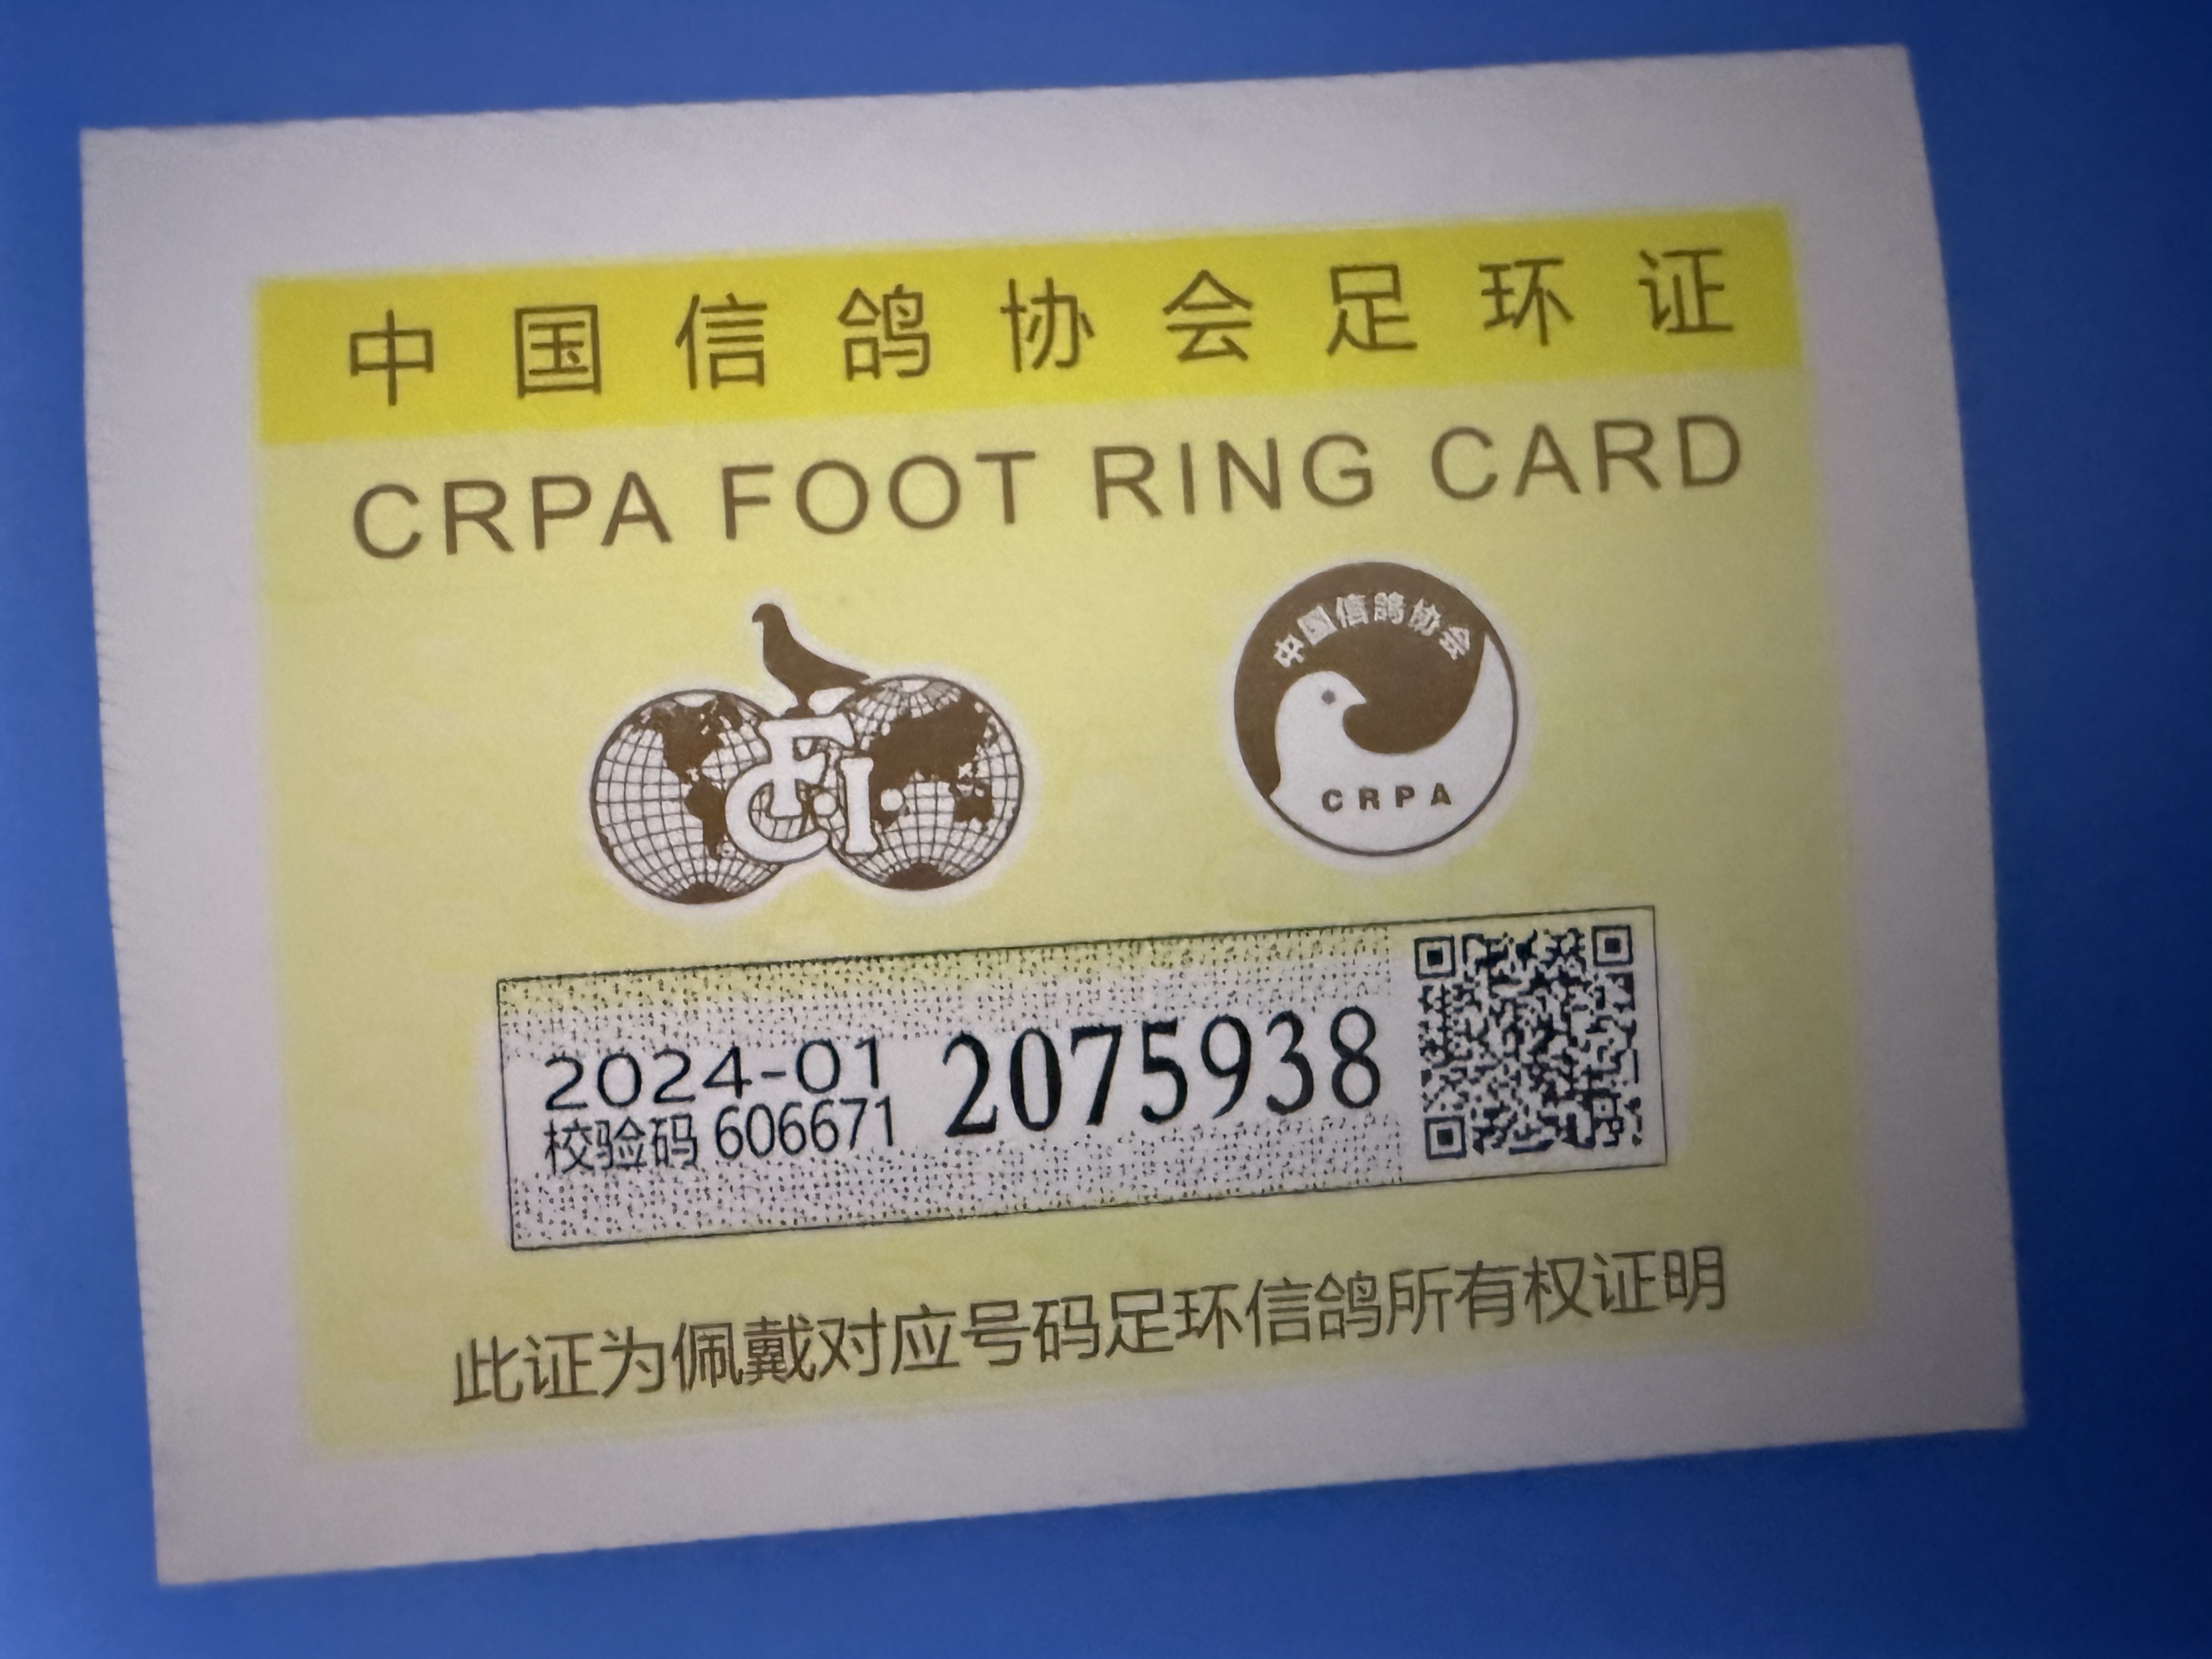 中国信鸽协会足环证
CRPA FOOT RING CARD
F.C.I.
中国信鸽协会
CRPA
2024-01 2075938
校验码 606671
此证为佩戴对应号码足环信鸽所有权证明